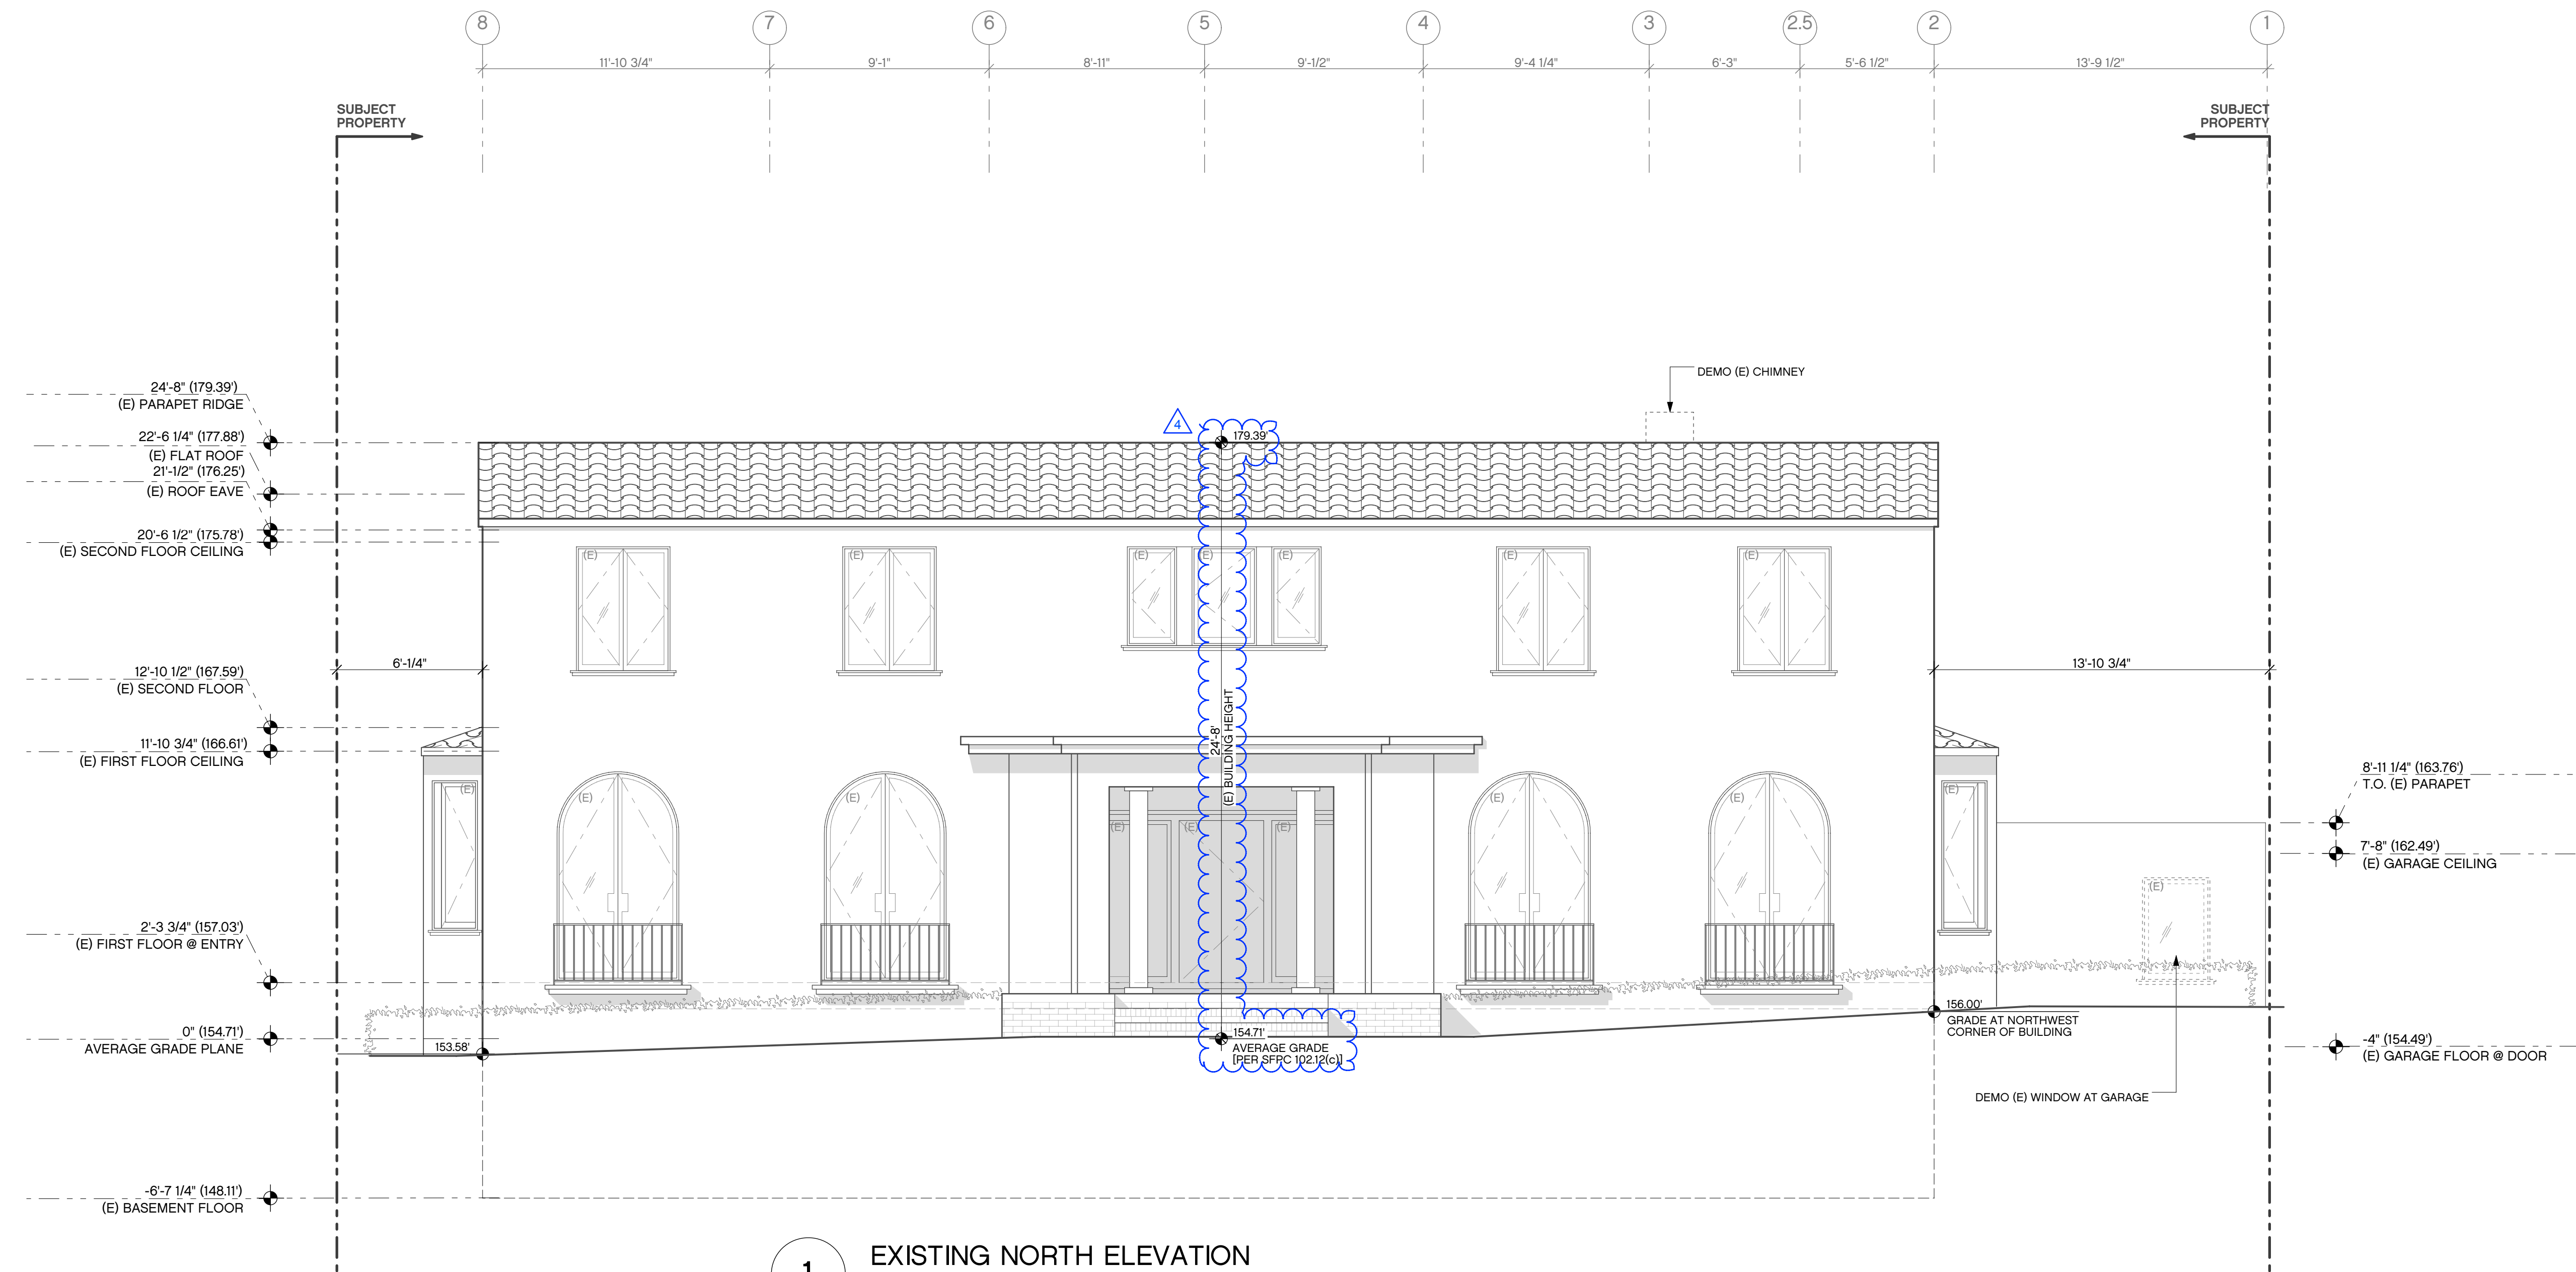 8 7 6 5 4 3 2.5 2 1
11'-10 3/4" 9'-1" 8'-11" 9'-1/2" 9'-4 1/4" 6'-3" 5'-6 1/2" 13'-9 1/2"
SUBJECT
PROPERTY
SUBJECT
PROPERTY
DEMO (E) CHIMNEY
24'-8" (179.39')
(E) PARAPET RIDGE
22'-6 1/4" (177.88')
(E) FLAT ROOF
21'-1/2" (176.25')
(E) ROOF EAVE
20'-6 1/2" (175.78')
(E) SECOND FLOOR CEILING
12'-10 1/2" (167.59')
(E) SECOND FLOOR
11'-10 3/4" (166.61')
(E) FIRST FLOOR CEILING
2'-3 3/4" (157.03')
(E) FIRST FLOOR @ ENTRY
0" (154.71')
AVERAGE GRADE PLANE
-6'-7 1/4" (148.11')
(E) BASEMENT FLOOR
4
179.39'
(E) (E) (E) (E) (E) (E) (E)
6'-1/4"
13'-10 3/4"
24'-8'
(E) BUILDING HEIGHT
(E) (E) (E) (E) (E) (E)
(E) (E) (E)
(E)
8'-11 1/4" (163.76')
T.O. (E) PARAPET
7'-8" (162.49')
(E) GARAGE CEILING
153.58'
154.71'
AVERAGE GRADE
[PER SFPC 102.12(c)]
156.00'
GRADE AT NORTHWEST
CORNER OF BUILDING
-4" (154.49')
(E) GARAGE FLOOR @ DOOR
DEMO (E) WINDOW AT GARAGE
1
EXISTING NORTH ELEVATION